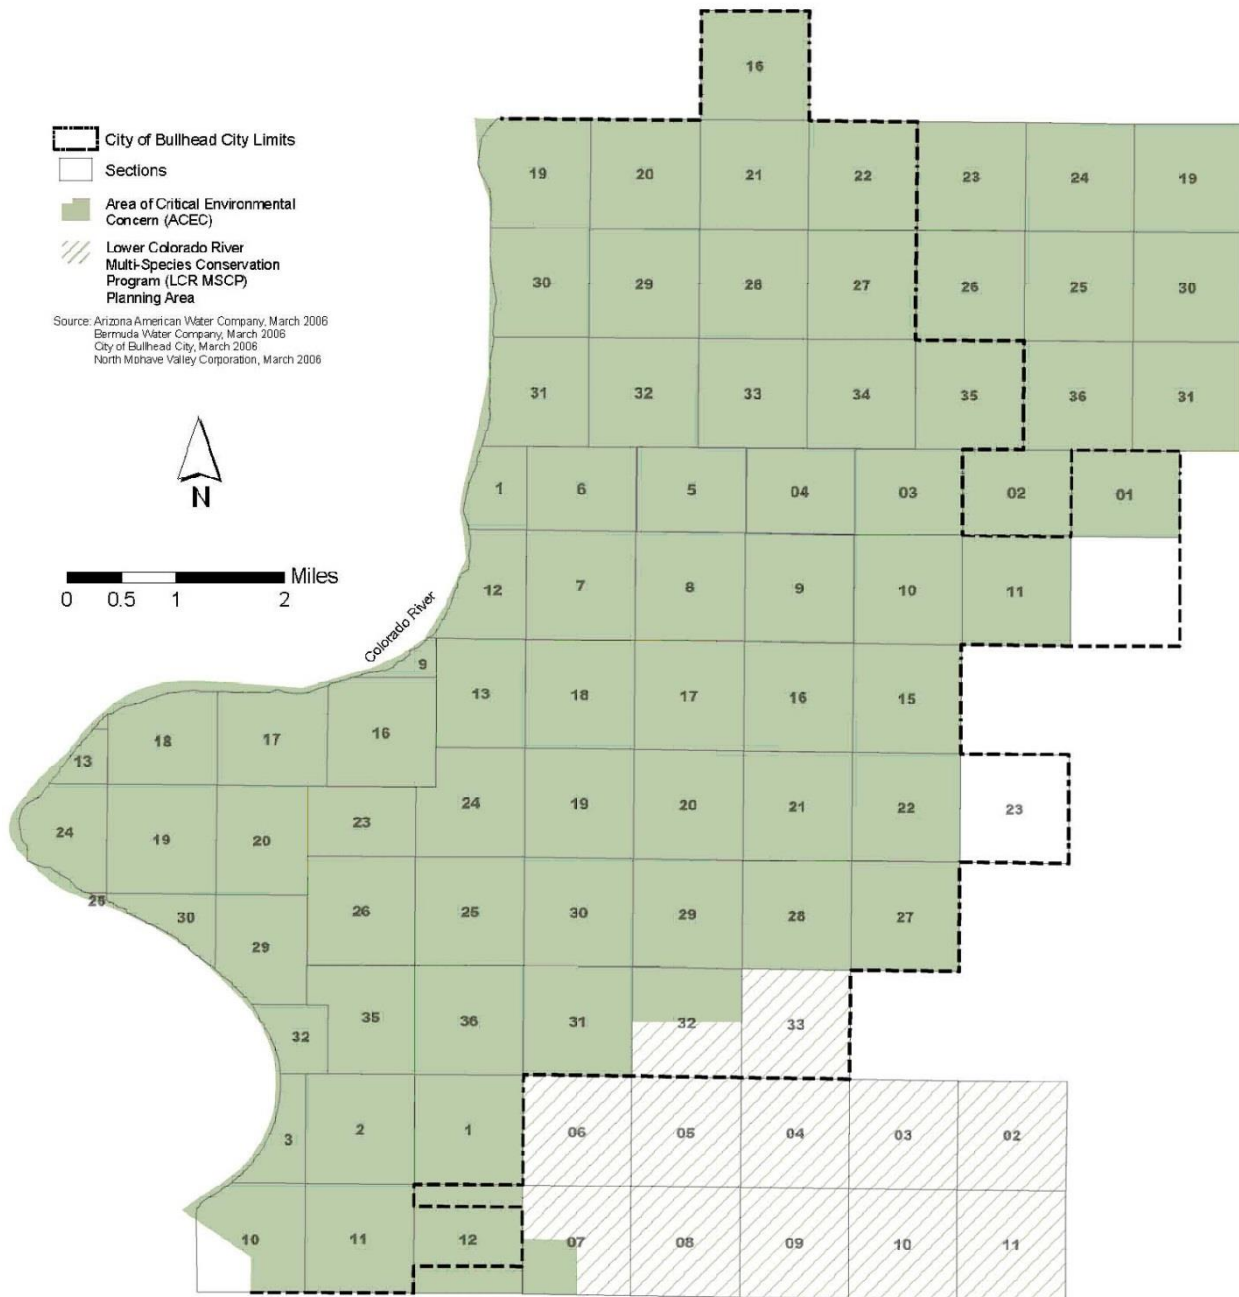 16
City of Bullhead City Limits
Sections
19 20 21 22 23 24 19
Area of Critical Environmental
Concern (ACEC)
Lower Colorado River
Multi-Species Conservation
Program (LCR MSCP)
Planning Area
30 29 28 27 26 25 30
Source: Arizona American Water Company, March 2006
Bermuda Water Company, March 2006
City of Bullhead City, March 2006
North Mohave Valley Corporation, March 2006
31 32 33 34 35 36 31
N
1 6 5 04 03 02 01
Miles
0 0.5 1 2
12 7 8 9 10 11
Colorado River
9
13 18 17 16 15
18 17 16
13
24 19 20 21 22 23
24 19 20 23
25
30 29
26 25 30 29 28 27
32 35 36 31 32 33
3 2 1 06 05 04 03 02
10 11 12 07 08 09 10 11